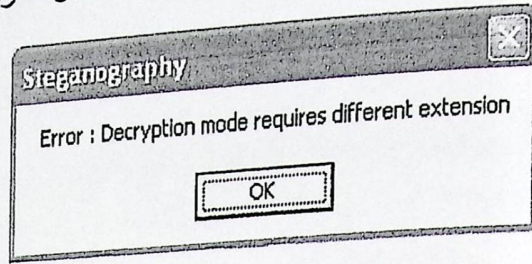 Steganography
Error : Decryption mode requires different extension
OK